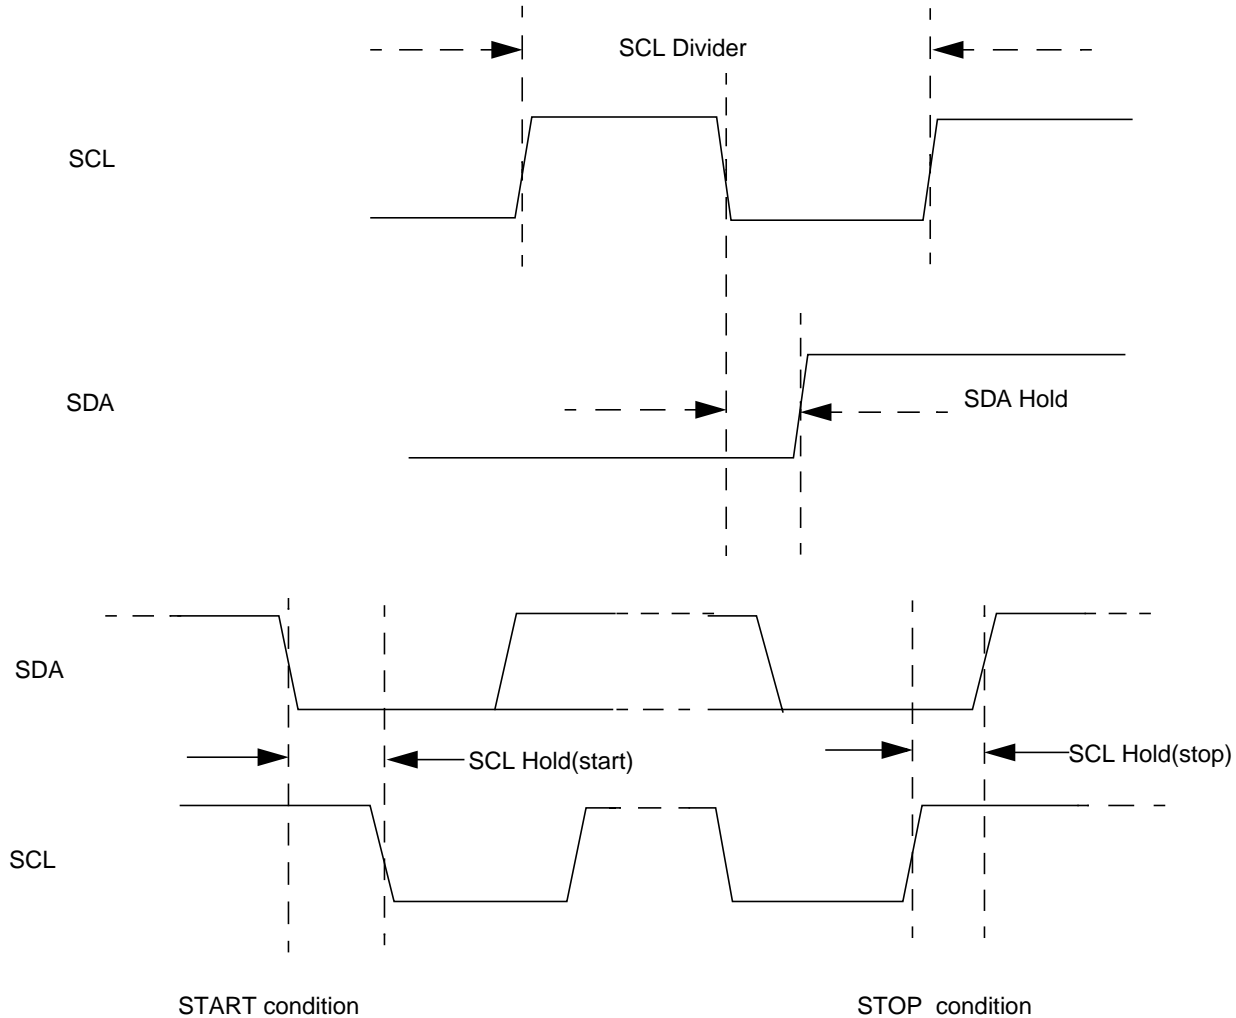 SCL Divider
SCL
SDA
SDA Hold
SDA
SCL Hold(start)
SCL Hold(stop)
SCL
START condition
STOP condition